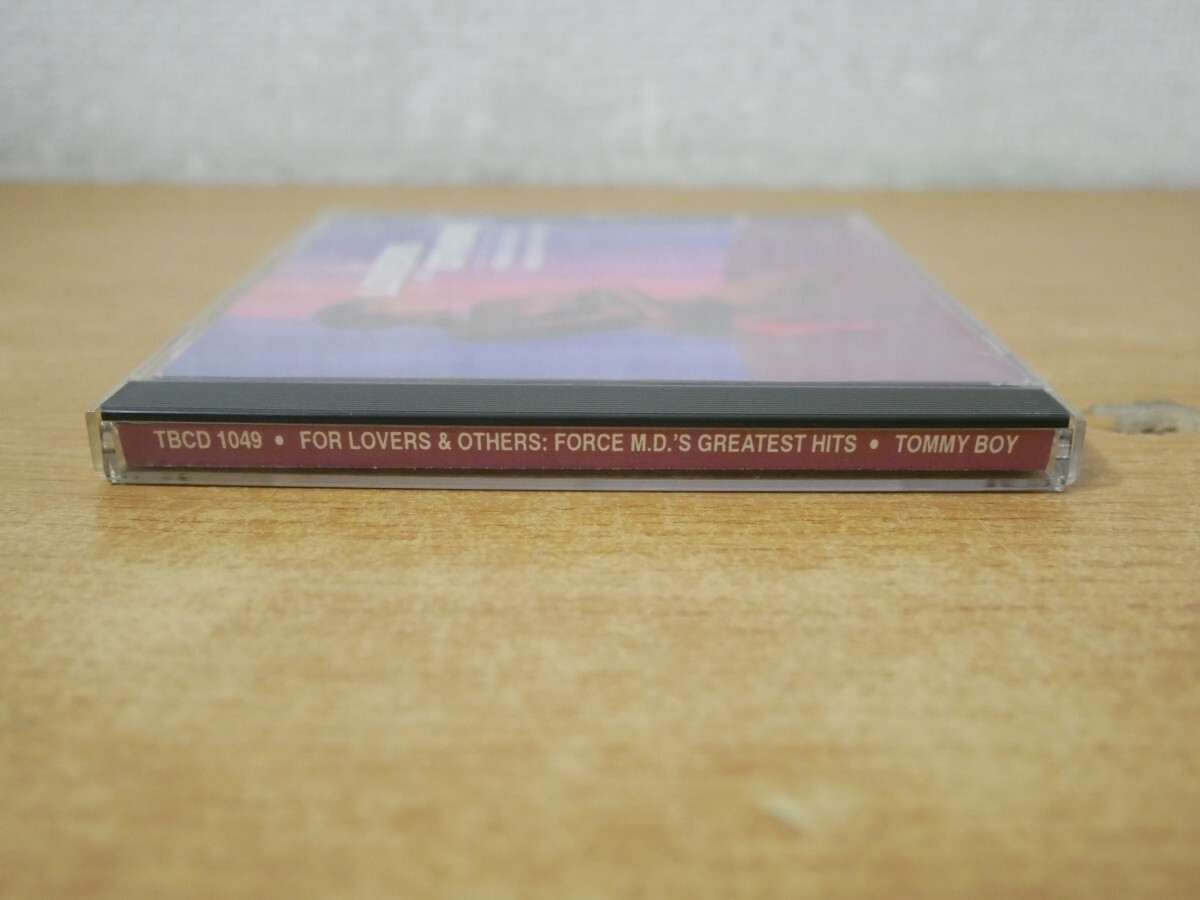 TBCD 1049 • FOR LOVERS & OTHERS: FORCE M.D.'S GREATEST HITS • TOMMY BOY